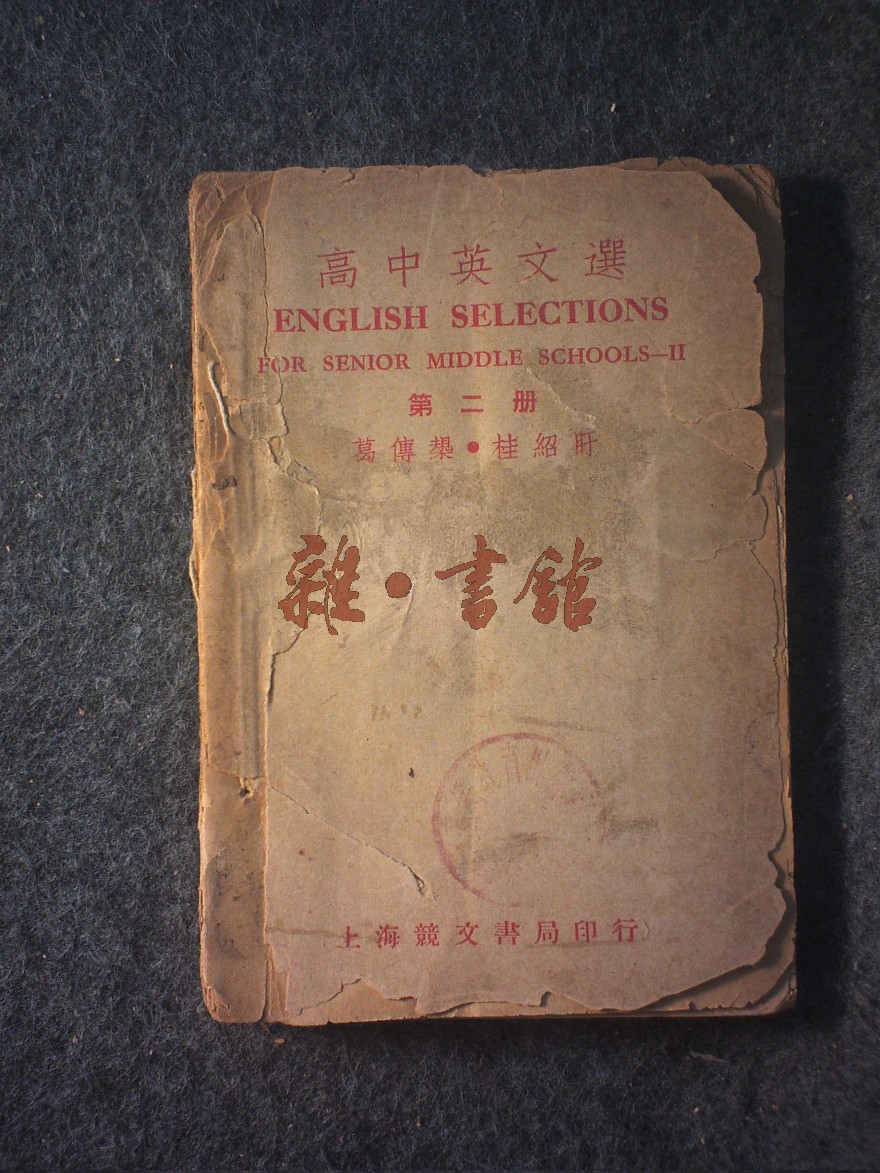 高中英文選
ENGLISH SELECTIONS
FOR SENIOR MIDDLE SCHOOLS—II
第二册
葛傳槼●桂紹盱
雜●書館
上海競文書局印行